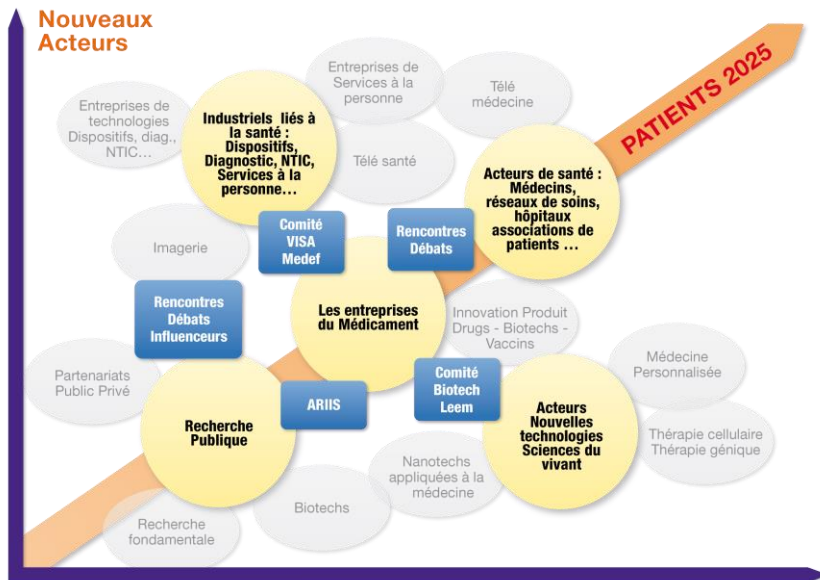 Nouveaux
Acteurs
Entreprises de
Services à la
personne
Télé
médecine
PATIENTS 2025
Entreprises de
technologies
Dispositifs, diag.,
NTIC...
Industriels liés à
la santé :
Dispositifs,
Diagnostic, NTIC,
Services à la
personne...
Télé santé
Acteurs de santé :
Médecins,
réseaux de soins,
hôpitaux
associations de
patients ...
Comité
VISA
Medef
Rencontres
Débats
Imagerie
Rencontres
Débats
Influenceurs
Les entreprises
du Médicament
Innovation Produit
Drugs - Biotechs -
Vaccins
Médecine
Personnalisée
Partenariats
Public Privé
ARIIS
Comité
Biotech
Leem
Recherche
Publique
Acteurs
Nouvelles
technologies
Sciences du
vivant
Thérapie cellulaire
Thérapie génique
Nanotechs
appliquées à la
médecine
Biotechs
Recherche
fondamentale